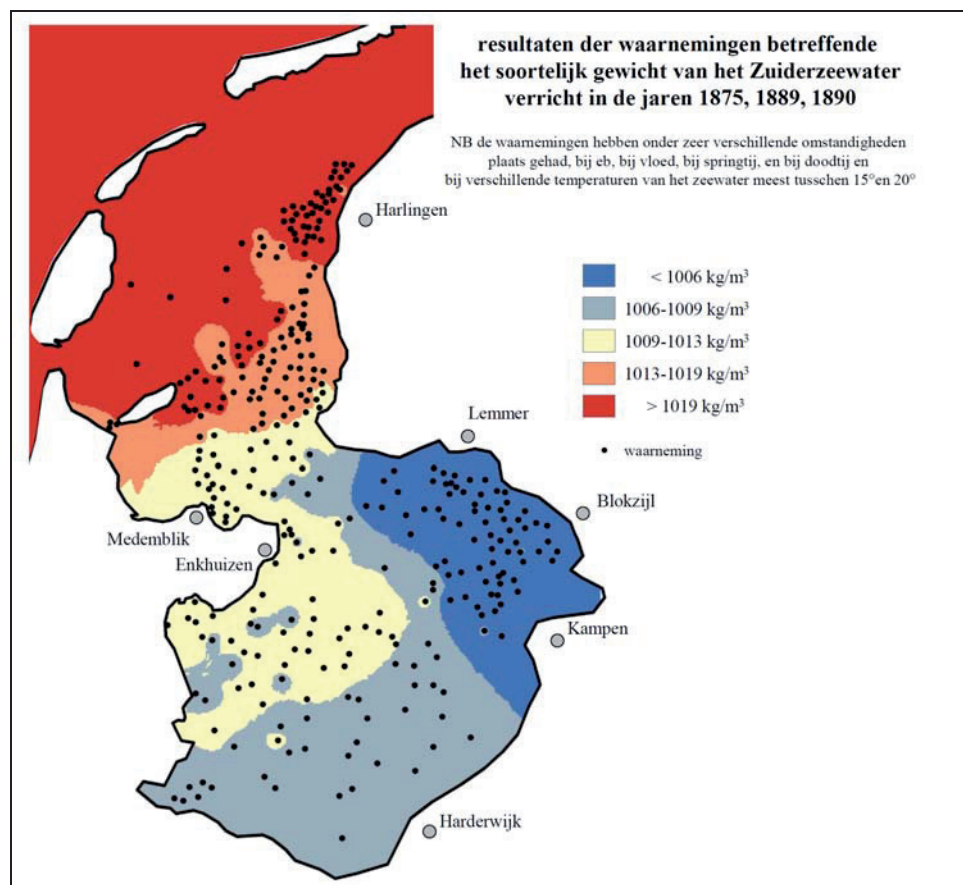 resultaten der waarnemingen betreffende
het soortelijk gewicht van het Zuiderzeewater
verricht in de jaren 1875, 1889, 1890
NB de waarnemingen hebben onder zeer verschillende omstandigheden
plaats gehad, bij eb, bij vloed, bij springtij, en bij doodtij en
bij verschillende temperaturen van het zeewater meest tusschen 15°en 20°
Harlingen
< 1006 kg/m³
1006-1009 kg/m³
1009-1013 kg/m³
1013-1019 kg/m³
> 1019 kg/m³
waarneming
Lemmer
Blokzijl
Medemblik
Enkhuizen
Kampen
Harderwijk